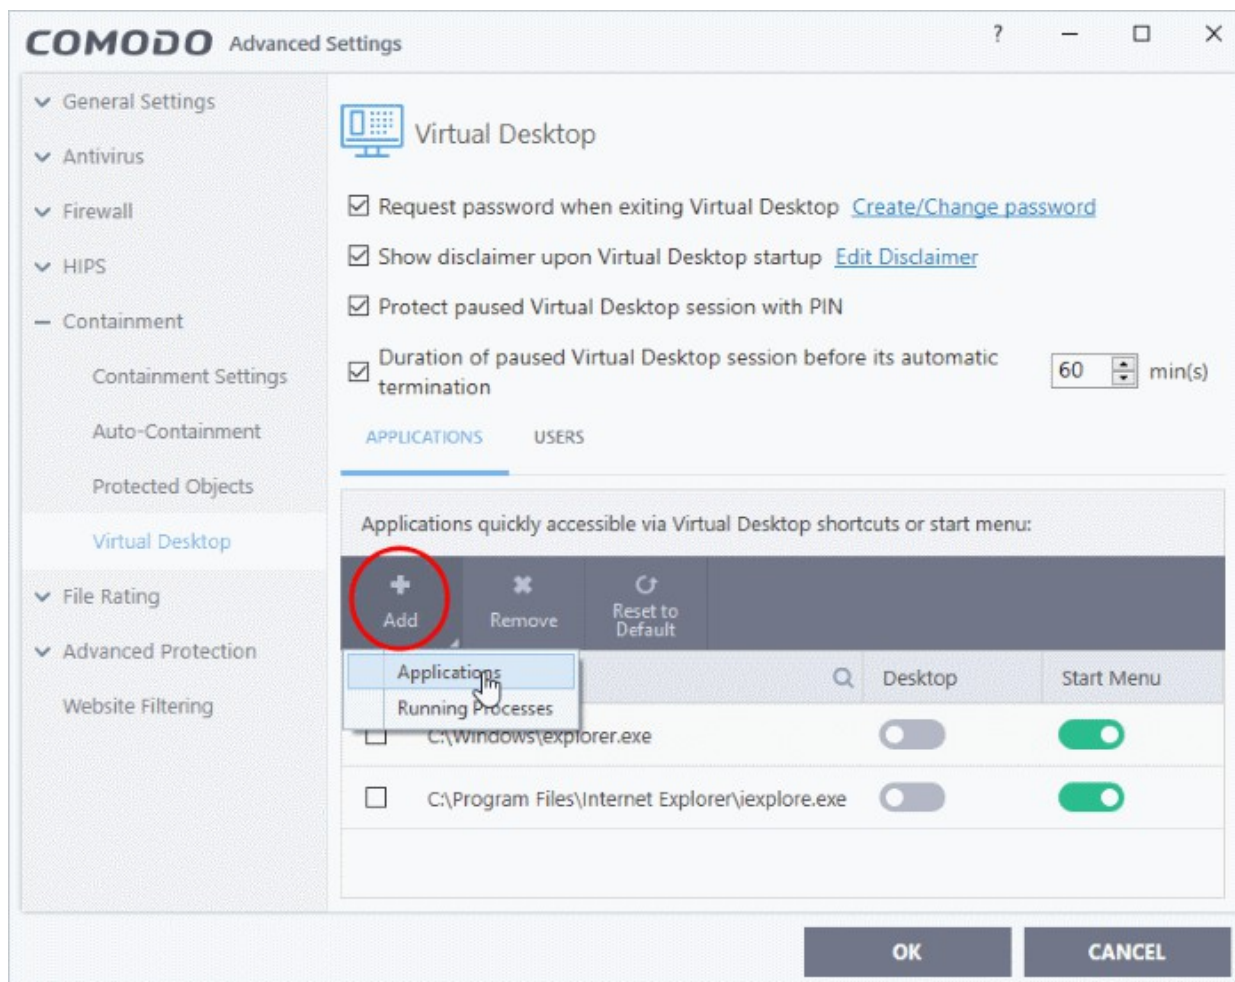 COMODO Advanced Settings
?
General Settings
Antivirus
Firewall
HIPS
Containment
Containment Settings
Auto-Containment
Protected Objects
Virtual Desktop
File Rating
Advanced Protection
Website Filtering
Virtual Desktop
Request password when exiting Virtual Desktop Create/Change password
Show disclaimer upon Virtual Desktop startup Edit Disclaimer
Protect paused Virtual Desktop session with PIN
Duration of paused Virtual Desktop session before its automatic
termination
60 min(s)
APPLICATIONS USERS
Applications quickly accessible via Virtual Desktop shortcuts or start menu:
Add
Remove
Reset to
Default
Applications
Running Processes
Desktop
Start Menu
C:\Windows\explorer.exe
C:\Program Files\Internet Explorer\iexplore.exe
OK
CANCEL